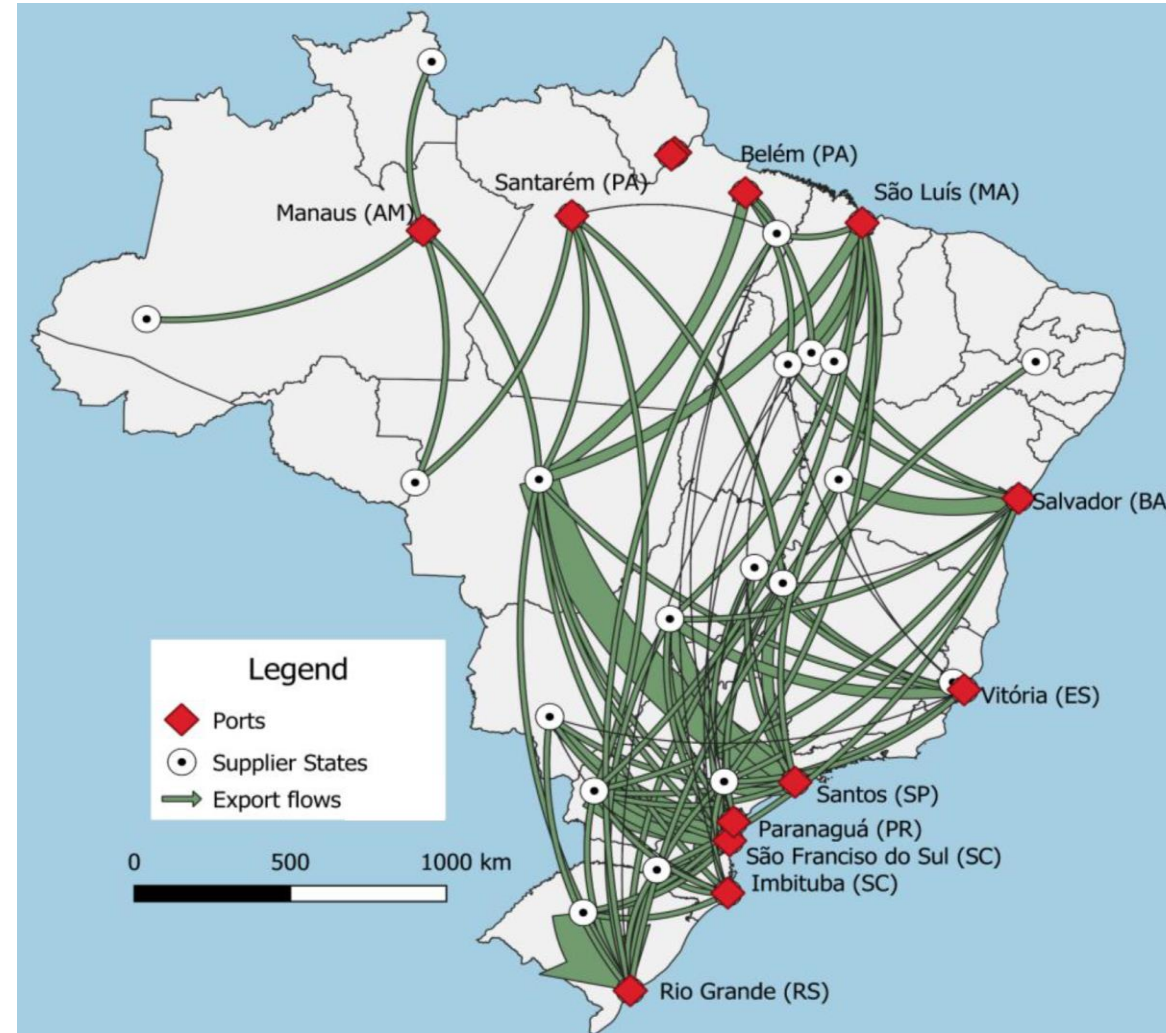 Belém (PA)
Santarém (PA)
São Luís (MA)
Manaus (AM)
Salvador (BA
Vitória (ES)
Legend
Ports
Supplier States
Export flows
Santos (SP)
Paranaguá (PR)
São Franciso do Sul (SC)
Imbituba (SC)
0 500 1000 km
Rio Grande (RS)